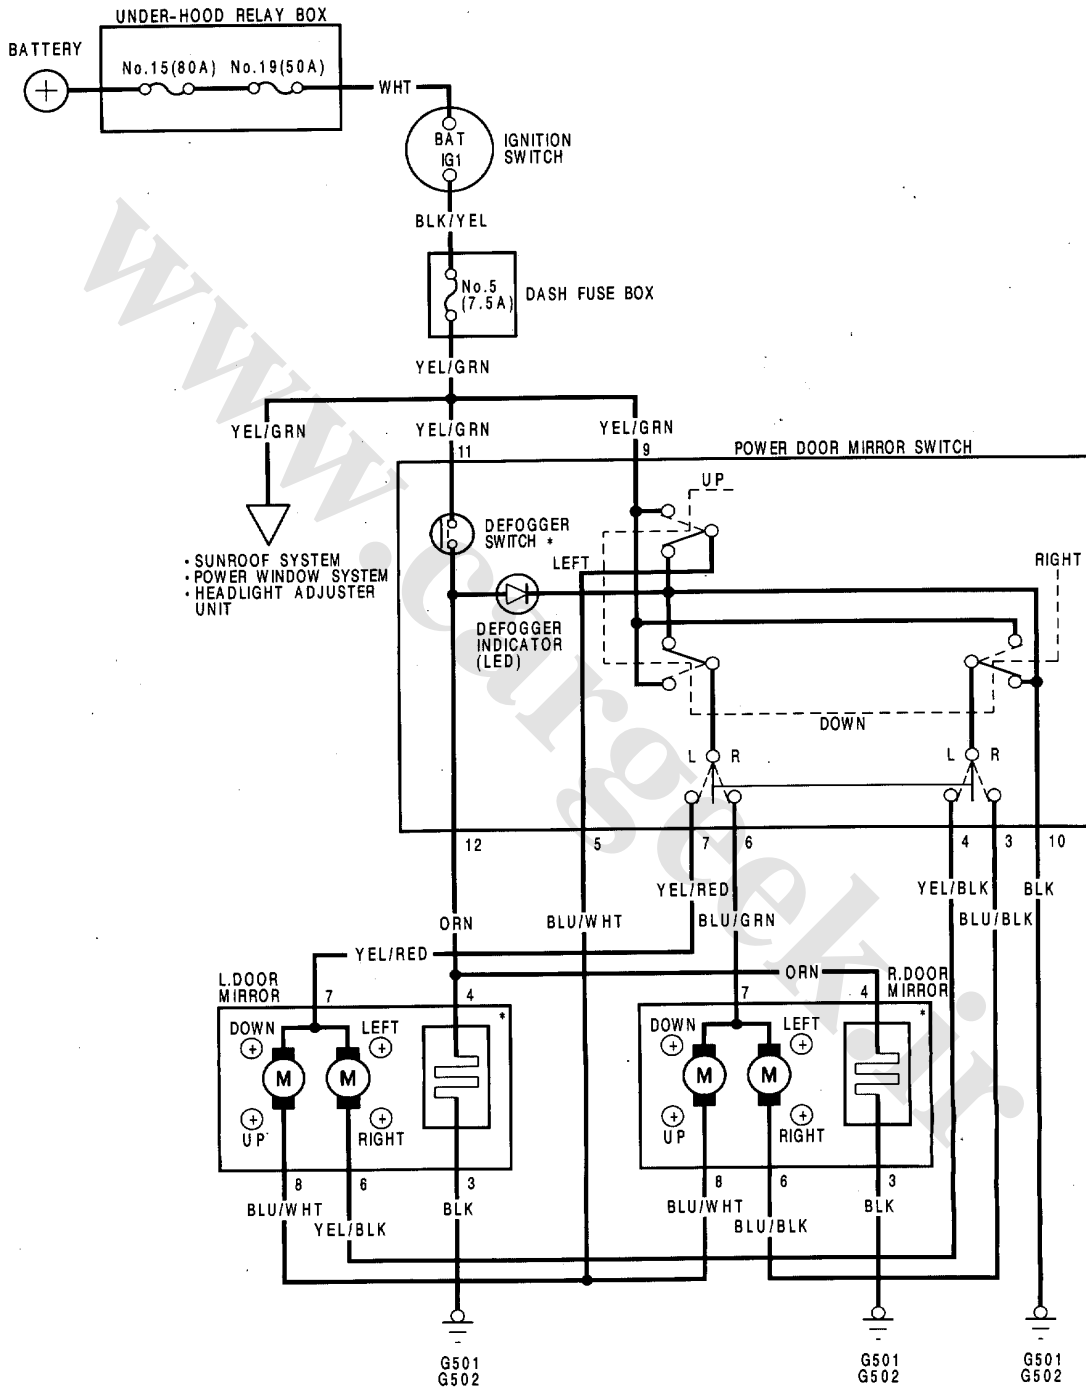 UNDER-HOOD RELAY BOX
BATTERY
+
No.15(80A) No.19(50A)
WHT
BAT
IG1
IGNITION
SWITCH
BLK/YEL
No.5
(7.5A)
DASH FUSE BOX
YEL/GRN
YEL/GRN
YEL/GRN
YEL/GRN
11
9
POWER DOOR MIRROR SWITCH
UP
DEFOGGER
SWITCH *
LEFT
RIGHT
• SUNROOF SYSTEM
• POWER WINDOW SYSTEM
• HEADLIGHT ADJUSTER
UNIT
DEFOGGER
INDICATOR
(LED)
DOWN
L R
L R
12
5
7
6
4
3
10
YEL/RED
YEL/BLK
BLK
ORN
BLU/WHT
BLU/GRN
BLU/BLK
YEL/RED
ORN
L.DOOR
MIRROR
7
4
*
R.DOOR
MIRROR
7
4
*
DOWN
LEFT
+
+
M
M
+
+
UP
RIGHT
DOWN
LEFT
+
+
M
M
+
+
UP
RIGHT
8
6
3
8
6
3
BLU/WHT
YEL/BLK
BLK
BLU/WHT
BLU/BLK
BLK
G501
G502
G501
G502
G501
G502
www.cargeek.ir